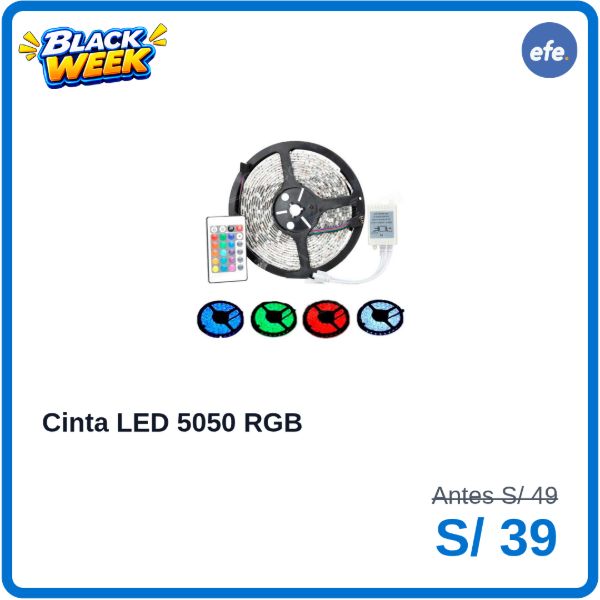 BLACK
WEEK
efe.
Cinta LED 5050 RGB
Antes S/ 49
S/ 39